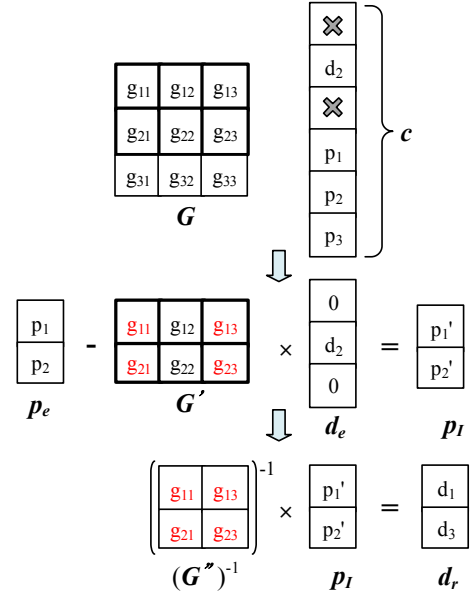 d₂
g₁₁ g₁₂ g₁₃
g₂₁ g₂₂ g₂₃
p₁
c
g₃₁ g₃₂ g₃₃
p₂
G
p₃
0
p₁ - g₁₁ g₁₂ g₁₃ × d₂ = p₁'
p₂ g₂₁ g₂₂ g₂₃ 0 p₂'
pₑ G' dₑ p_I
( g₁₁ g₁₃ )⁻¹ × p₁' = d₁
g₂₁ g₂₃ p₂' d₃
(G")⁻¹ p_I dᵣ